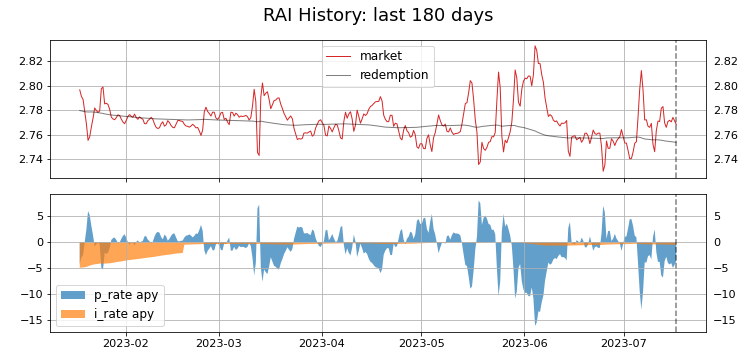 RAI History: last 180 days
market
redemption
2.82 2.82
2.80 2.80
2.78 2.78
2.76 2.76
2.74 2.74
5 5
0 0
−5 −5
−10 −10
−15 −15
p_rate apy
i_rate apy
2023-02 2023-03 2023-04 2023-05 2023-06 2023-07